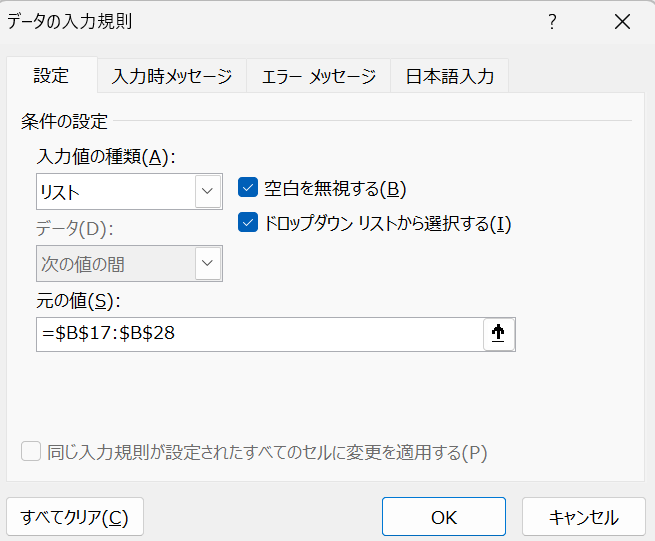 データの入力規則 ?
設定 入力時メッセージ エラー メッセージ 日本語入力
条件の設定
入力値の種類(A):
リスト
空白を無視する(B)
データ(D):
ドロップダウン リストから選択する(I)
次の値の間
元の値(S):
=$B$17:$B$28
同じ入力規則が設定されたすべてのセルに変更を適用する(P)
すべてクリア(C) OK キャンセル